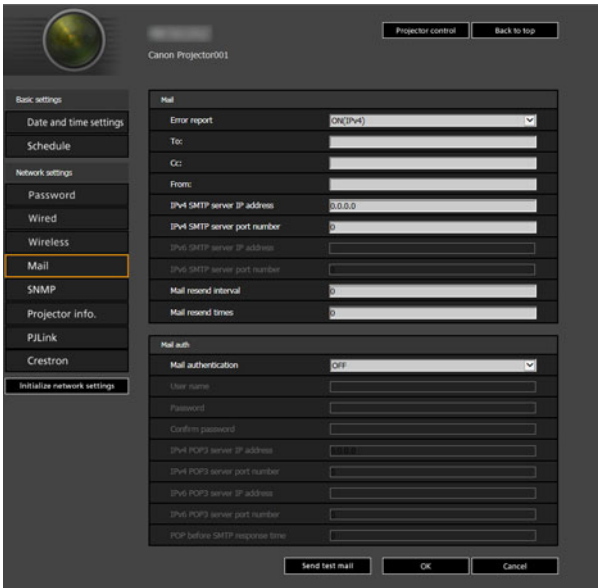 Projector control Back to top
Canon Projector001
Basic settings
Date and time settings
Schedule
Network settings
Password
Wired
Wireless
Mail
SNMP
Projector info.
PJLink
Crestron
Initialize network settings
Mail
Error report ON(IPv4)
To:
Cc:
From:
IPv4 SMTP server IP address 0.0.0.0
IPv4 SMTP server port number 0
IPv6 SMTP server IP address
IPv6 SMTP server port number
Mail resend interval 0
Mail resend times 0
Mail auth
Mail authentication OFF
User name
Password
Confirm password
IPv4 POP3 server IP address 0.0.0.0
IPv4 POP3 server port number
IPv6 POP3 server IP address
IPv6 POP3 server port number
POP before SMTP response time
Send test mail OK Cancel